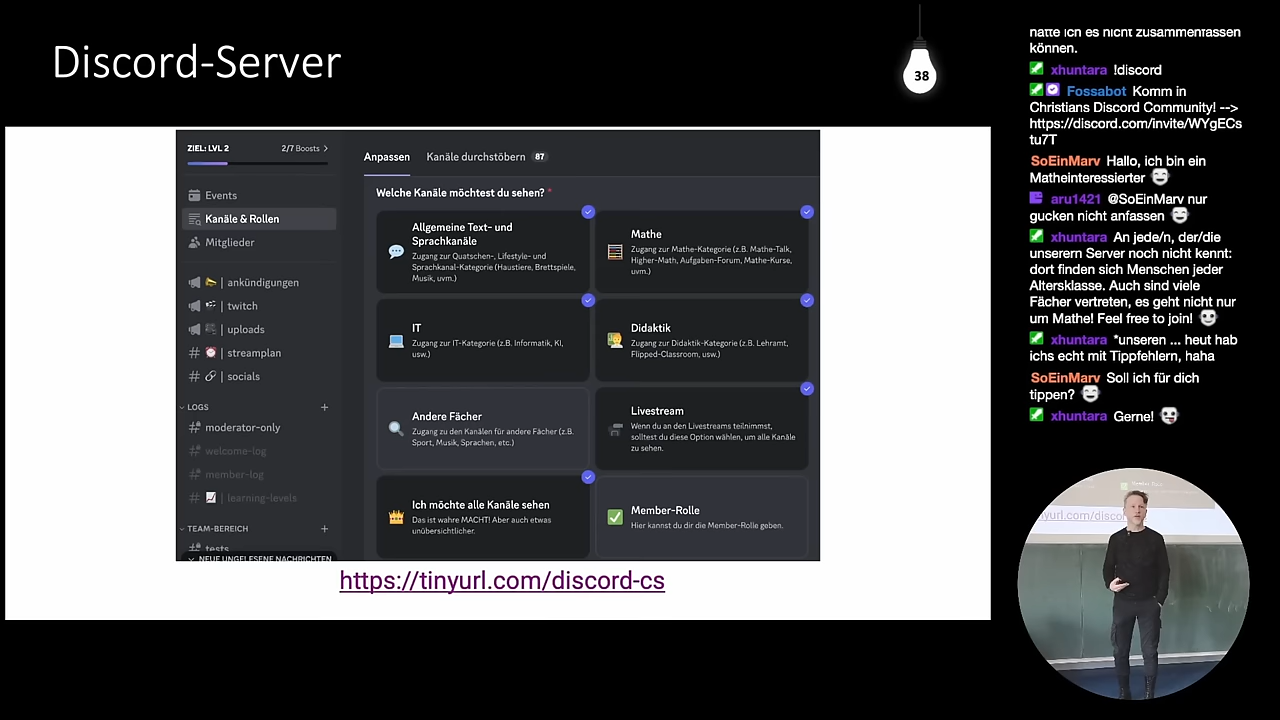 Discord-Server
38
ZIEL: LVL 2
2/7 Boosts
Events
Kanäle & Rollen
Mitglieder
| ankündigungen
| twitch
| uploads
# | streamplan
# | socials
LOGS
moderator-only
welcome-log
member-log
# | learning-levels
TEAM-BEREICH
tests
NEUE UNGELESENE NACHRICHTEN
Anpassen
Kanäle durchstöbern 87
Welche Kanäle möchtest du sehen? *
Allgemeine Text- und
Sprachkanäle
Zugang zur Quatschen-, Lifestyle- und
Sprachkanal-Kategorie (Haustiere, Brettspiele,
Musik, uvm.)
Mathe
Zugang zur Mathe-Kategorie (z.B. Mathe-Talk,
Higher-Math, Aufgaben-Forum, Mathe-Kurse,
uvm.)
IT
Zugang zur IT-Kategorie (z.B. Informatik, KI,
usw.)
Didaktik
Zugang zur Didaktik-Kategorie (z.B. Lehramt,
Flipped-Classroom, usw.)
Andere Fächer
Zugang zu den Kanälen für andere Fächer (z.B.
Sport, Musik, Sprachen, etc.)
Livestream
Wenn du an den Livestreams teilnimmst,
solltest du diese Option wählen, um alle Kanäle
zu sehen.
Ich möchte alle Kanäle sehen
Das ist wahre MACHT! Aber auch etwas
unübersichtlicher.
Member-Rolle
Hier kannst du dir die Member-Rolle geben.
https://tinyurl.com/discord-cs
hätte ich es nicht zusammenfassen
können.
xhuntara !discord
Fossabot Komm in
Christians Discord Community! -->
https://discord.com/invite/WYgECs
tu7T
SoEinMarv Hallo, ich bin ein
Matheinteressierter
aru1421 @SoEinMarv nur
gucken nicht anfassen
xhuntara An jede/n, der/die
unserern Server noch nicht kennt:
dort finden sich Menschen jeder
Altersklasse. Auch sind viele
Fächer vertreten, es geht nicht nur
um Mathe! Feel free to join!
xhuntara *unseren ... heut hab
ichs echt mit Tippfehlern, haha
SoEinMarv Soll ich für dich
tippen?
xhuntara Gerne!